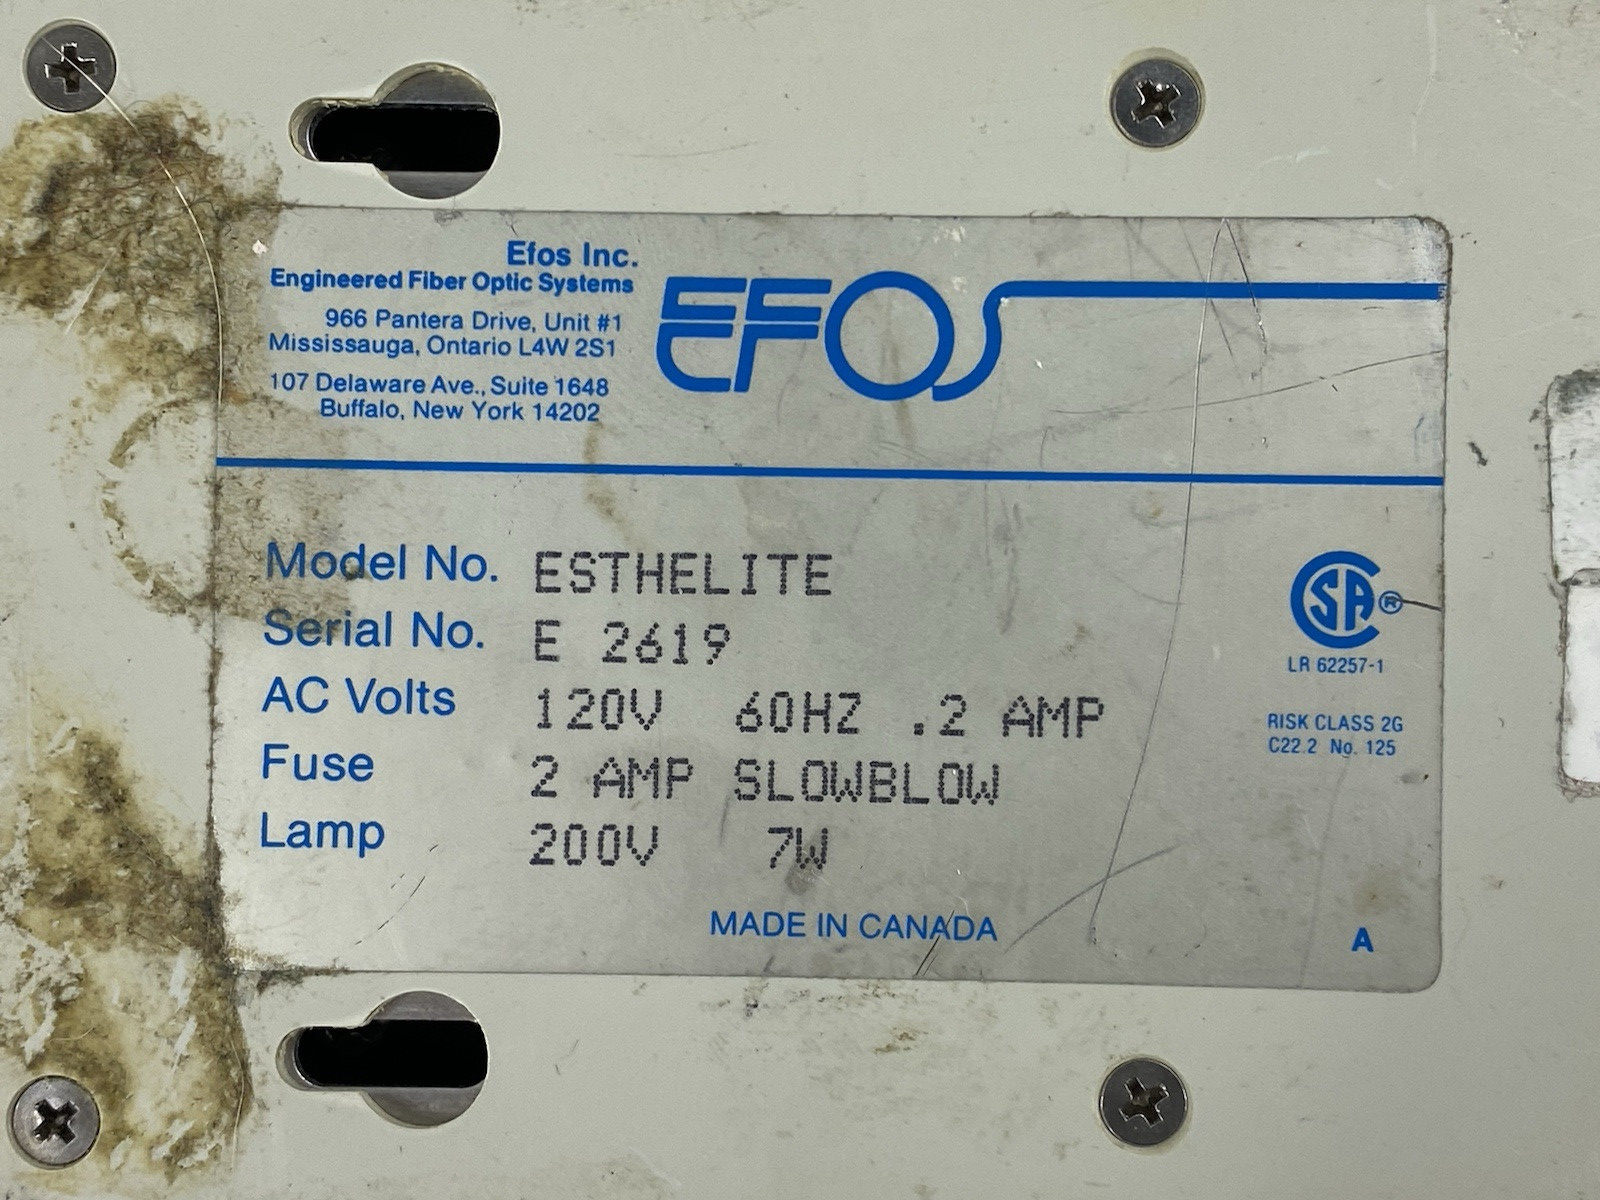 Efos Inc.
Engineered Fiber Optic Systems
966 Pantera Drive, Unit #1
Mississauga, Ontario L4W 2S1
107 Delaware Ave., Suite 1648
Buffalo, New York 14202
EFOS
Model No. ESTHELITE
Serial No. E 2619
AC Volts 120V 60HZ .2 AMP
Fuse 2 AMP SLOWBLOW
Lamp 200V 7W
SA ®
LR 62257-1
RISK CLASS 2G
C22.2 No. 125
MADE IN CANADA
A